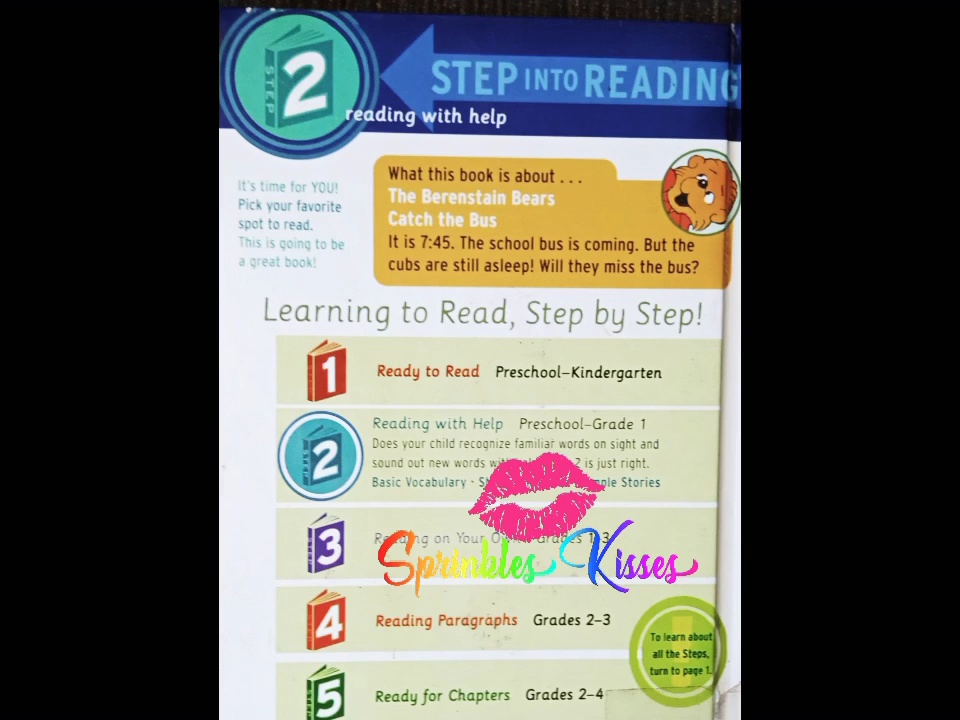 STEP 2
STEP INTO READING
reading with help
It's time for YOU!
Pick your favorite
spot to read.
This is going to be
a great book!
What this book is about . . .
The Berenstain Bears
Catch the Bus
It is 7:45. The school bus is coming. But the
cubs are still asleep! Will they miss the bus?
Learning to Read, Step by Step!
1 Ready to Read Preschool–Kindergarten
2 Reading with Help Preschool–Grade 1
Does your child recognize familiar words on sight and
sound out new words 2 is just right.
Basic Vocabulary • Stories
3 Reading on Your Own Grades 1–3
Sprinkles Kisses
4 Reading Paragraphs Grades 2–3
To learn about
all the Steps,
turn to page 1.
5 Ready for Chapters Grades 2–4